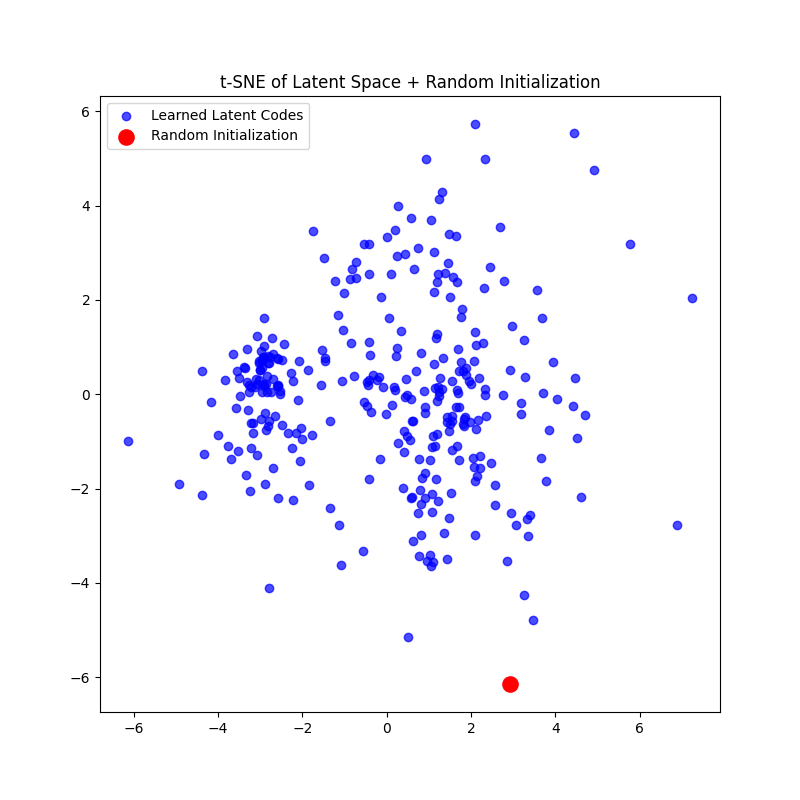 t-SNE of Latent Space + Random Initialization
Learned Latent Codes
Random Initialization
6
4
2
0
−2
−4
−6
−6 −4 −2 0 2 4 6